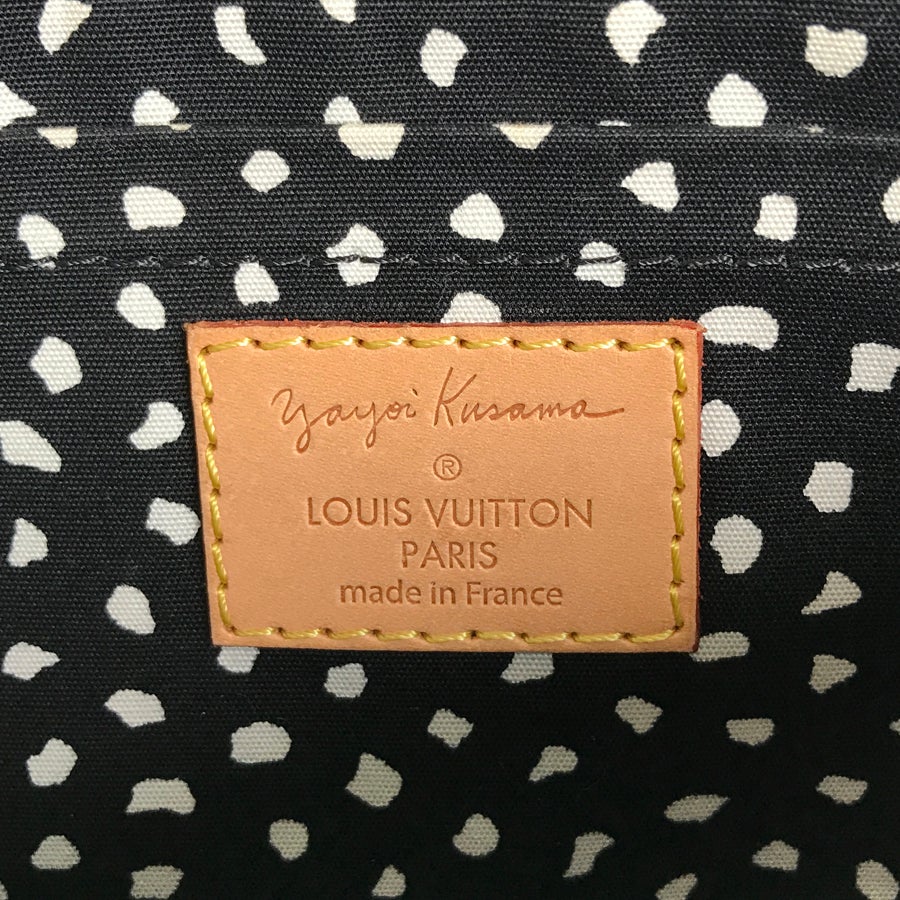 Yayoi Kusama
®
LOUIS VUITTON
PARIS
made in France